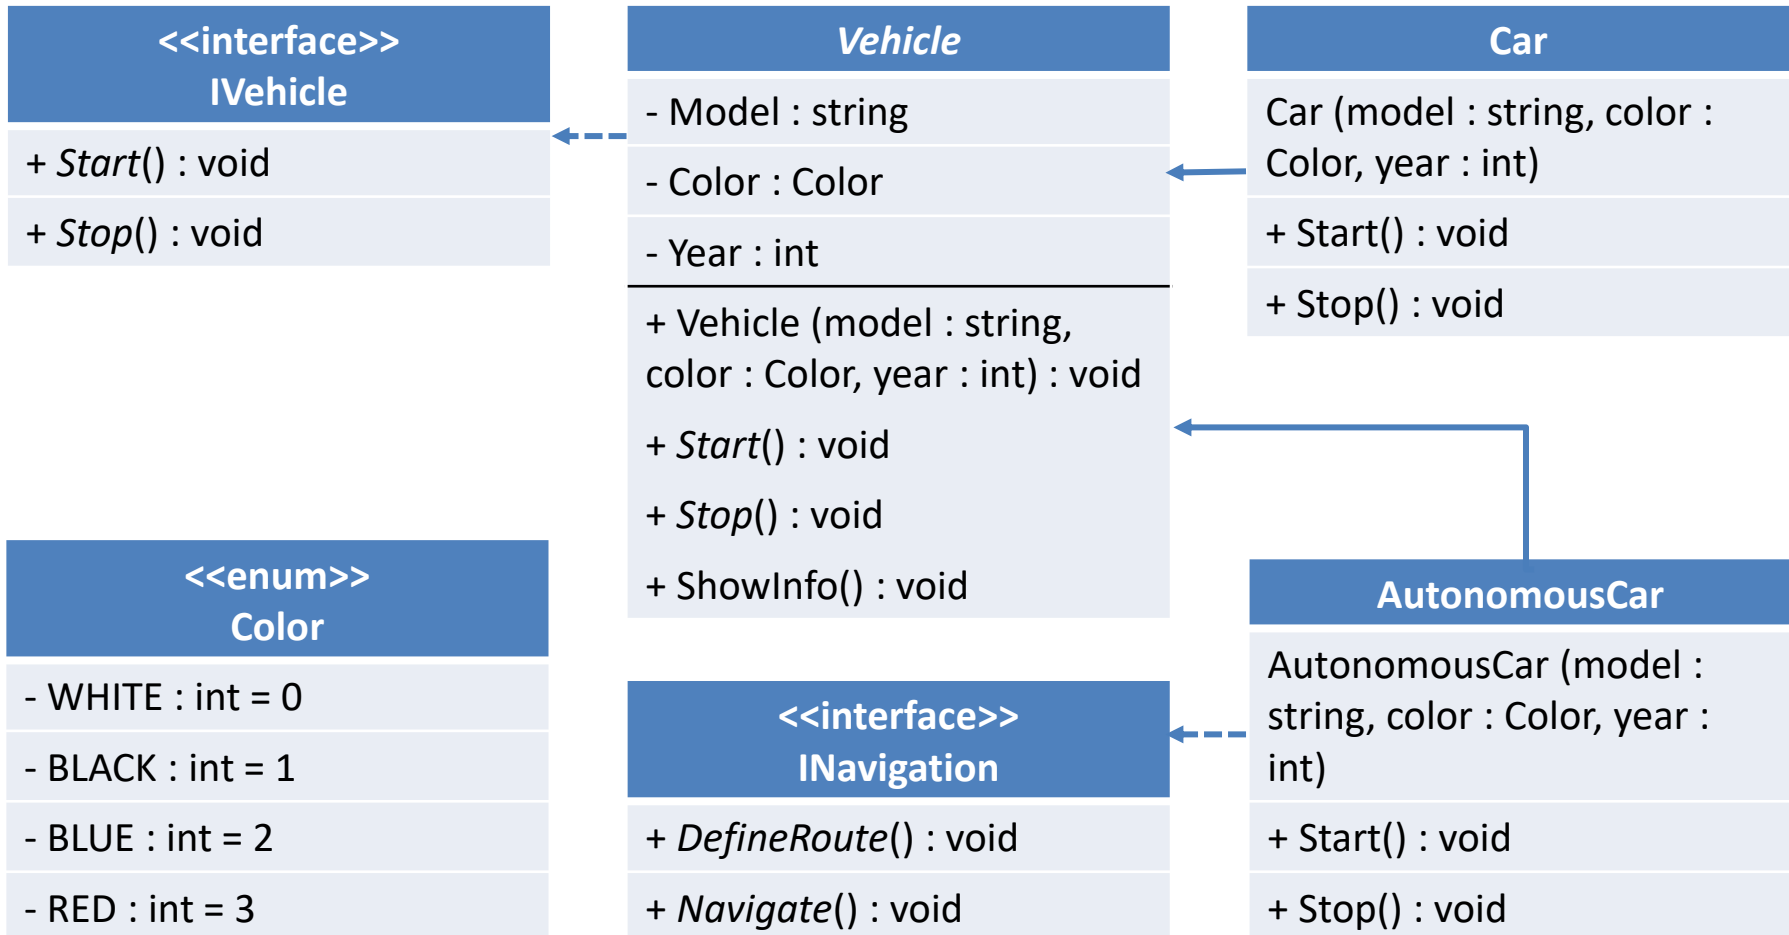 <<interface>>
IVehicle
+ Start() : void
+ Stop() : void
Vehicle
- Model : string
- Color : Color
- Year : int
+ Vehicle (model : string,
color : Color, year : int) : void
+ Start() : void
+ Stop() : void
+ ShowInfo() : void
Car
Car (model : string, color :
Color, year : int)
+ Start() : void
+ Stop() : void
<<enum>>
Color
- WHITE : int = 0
- BLACK : int = 1
- BLUE : int = 2
- RED : int = 3
<<interface>>
INavigation
+ DefineRoute() : void
+ Navigate() : void
AutonomousCar
AutonomousCar (model :
string, color : Color, year :
int)
+ Start() : void
+ Stop() : void